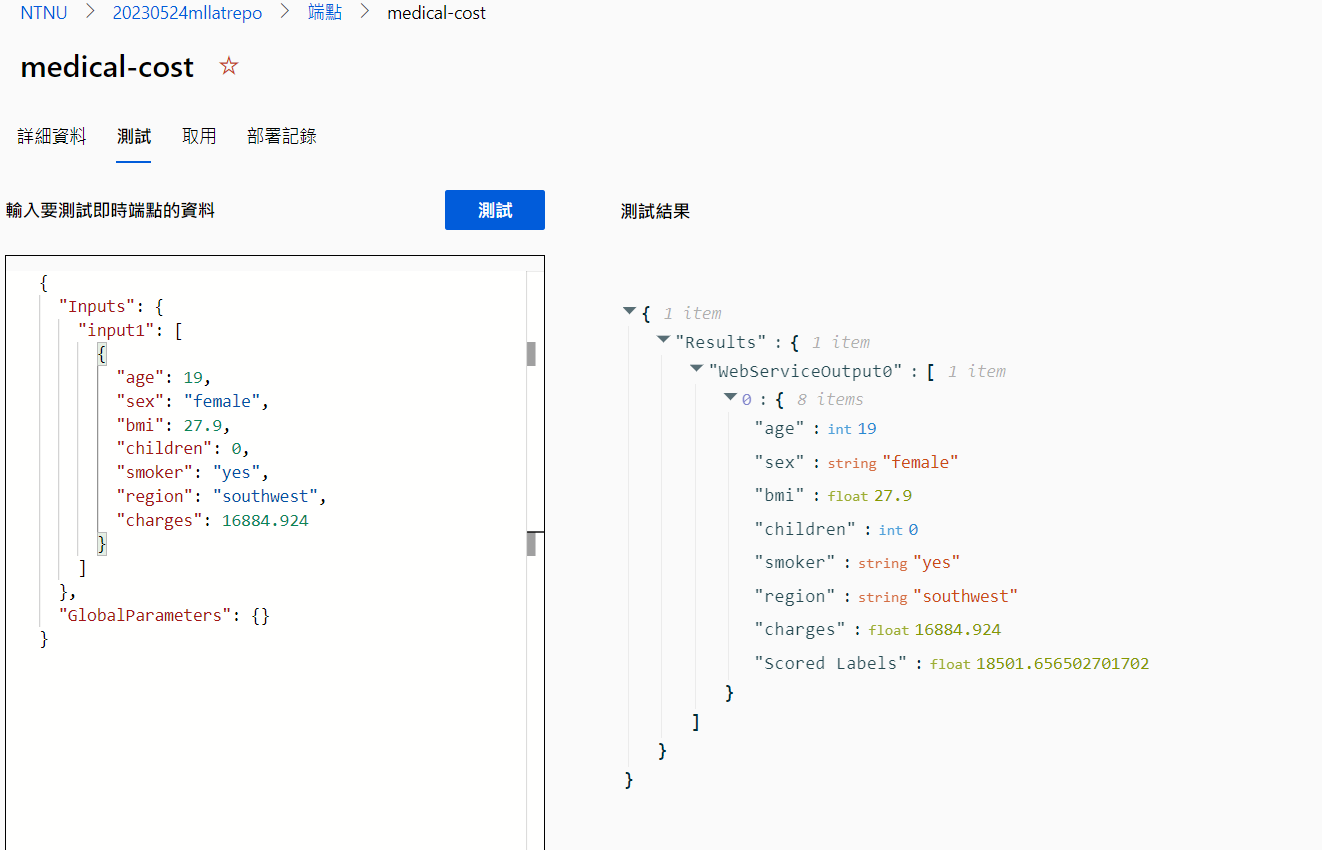 NTNU > 20230524mllatrepo > 端點 > medical-cost
medical-cost ☆
詳細資料 測試 取用 部署記錄
輸入要測試即時端點的資料 測試
{
"Inputs": {
"input1": [
{
"age": 19,
"sex": "female",
"bmi": 27.9,
"children": 0,
"smoker": "yes",
"region": "southwest",
"charges": 16884.924
}
]
},
"GlobalParameters": {}
}
測試結果
{ 1 item
"Results" : { 1 item
"WebServiceOutput0" : [ 1 item
0 : { 8 items
"age" : int 19
"sex" : string "female"
"bmi" : float 27.9
"children" : int 0
"smoker" : string "yes"
"region" : string "southwest"
"charges" : float 16884.924
"Scored Labels" : float 18501.656502701702
}
]
}
}